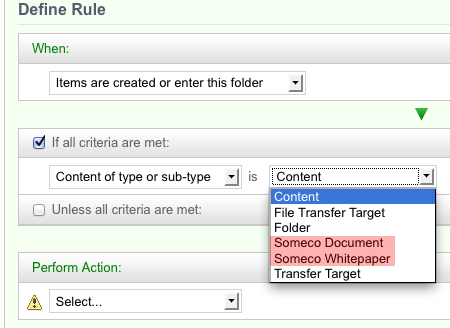 Define Rule
When:
Items are created or enter this folder
If all criteria are met:
Content of type or sub-type is Content
Content
File Transfer Target
Folder
Someco Document
Someco Whitepaper
Transfer Target
Unless all criteria are met:
Perform Action:
Select...